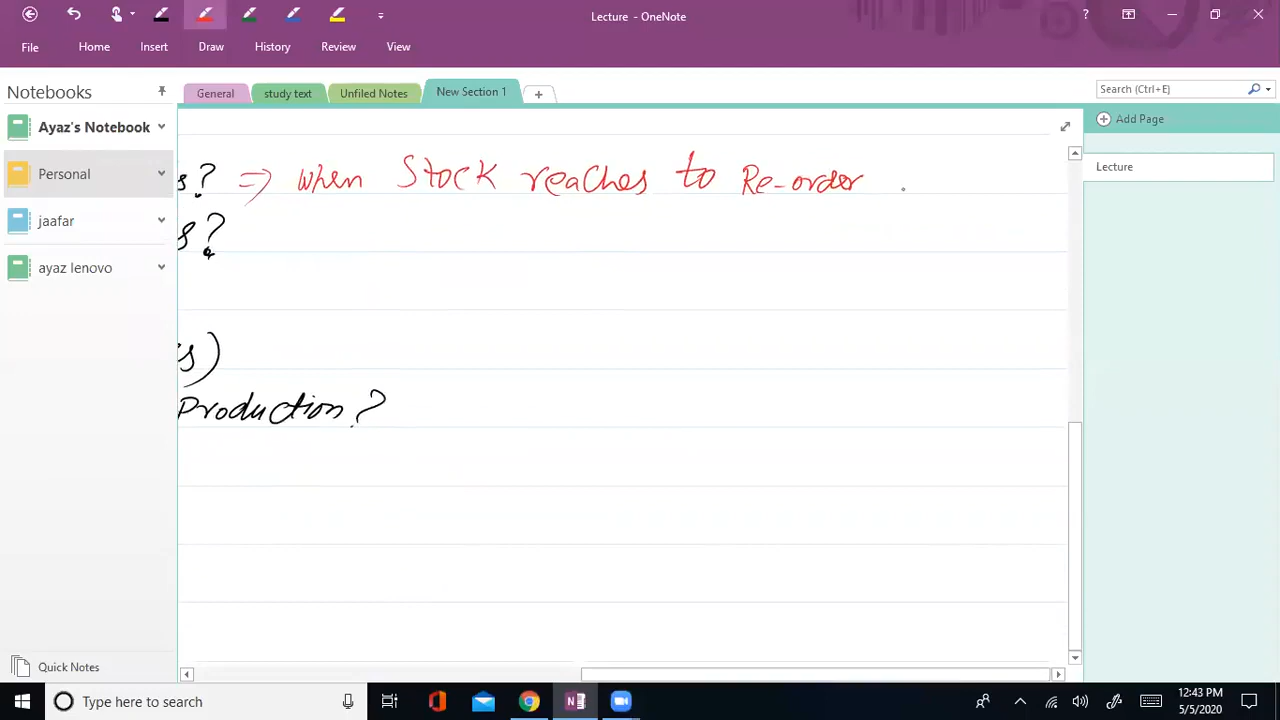 Lecture - OneNote
File
Home
Insert
Draw
History
Review
View
Notebooks
General
study text
Unfiled Notes
New Section 1
Search (Ctrl+E)
Ayaz's Notebook
Add Page
Personal
s? => when Stock reaches to Re-order
Lecture
jaafar
s?
ayaz lenovo
's)
Production?
Quick Notes
Type here to search
12:43 PM
5/5/2020